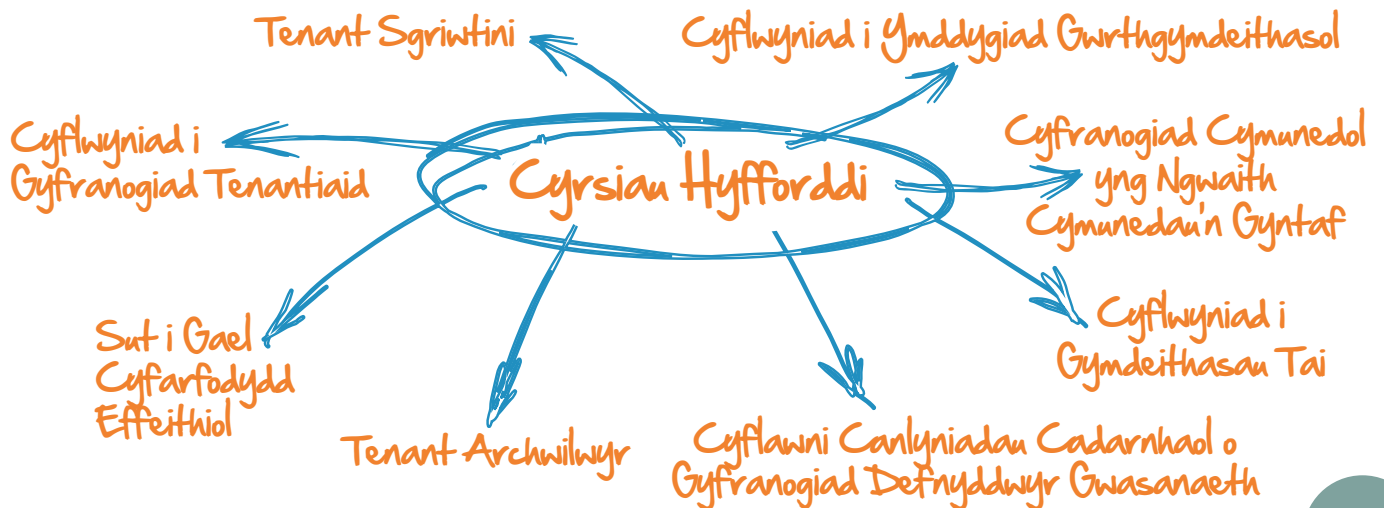 Tenant Sgriwtini
Cyflwyniad i Ymddygiad Gwrthgymdeithasol
Cyflwyniad i
Gyfranogiad Tenantiaid
Cyrsiau Hyfforddi
Cyfranogiad Cymunedol
yng Ngwaith
Cymunedau'n Gyntaf
Sut i Gael
Cyfarfodydd
Effeithiol
Cyflwyniad i
Gymdeithasau Tai
Tenant Archwilwyr
Cyflawni Canlyniadau Cadarnhaol o
Gyfranogiad Defnyddwyr Gwasanaeth